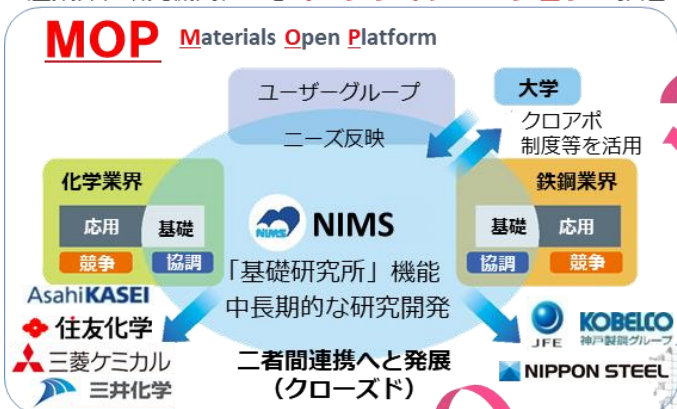 MOP Materials Open Platform
ユーザーグループ
ニーズ反映
大学
クロアポ
制度等を活用
化学業界
応用 基礎
競争 協調
鉄鋼業界
基礎 応用
協調 競争
NIMS NIMS
「基礎研究所」機能
中長期的な研究開発
AsahiKASEI
住友化学
三菱ケミカル
三井化学
二者間連携へと発展
（クローズド）
JFE
KOBELCO
神戸製鋼グループ
NIPPON STEEL